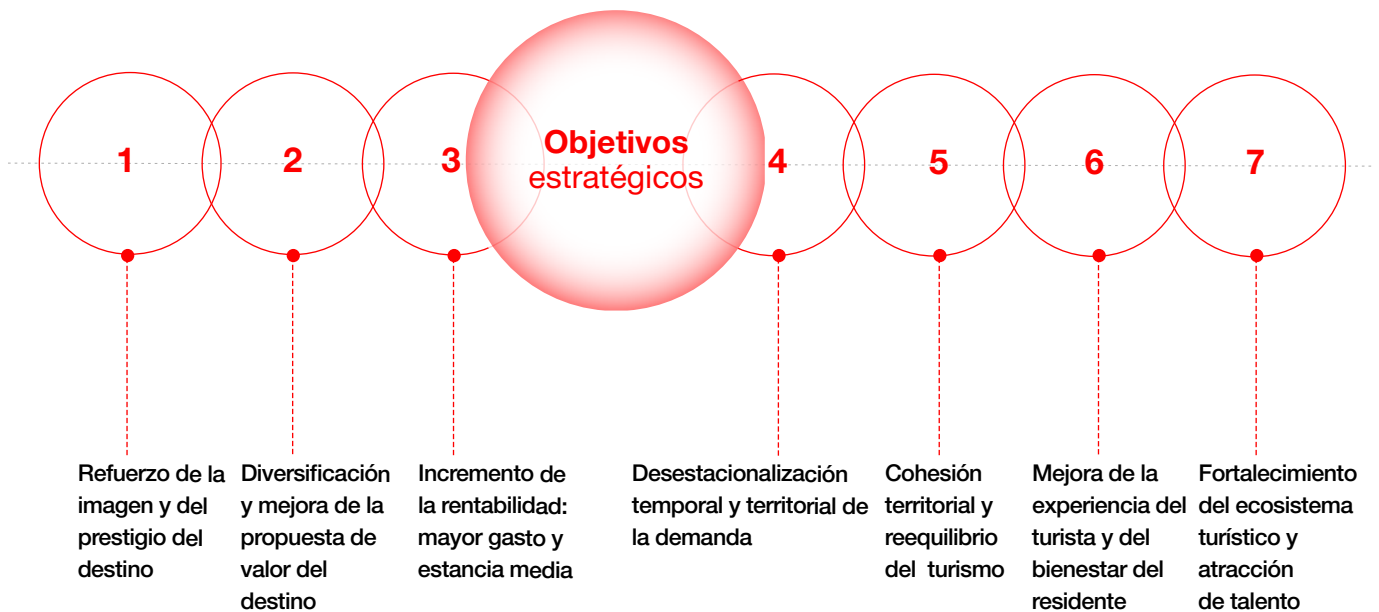 1
2
3
Objetivos
estratégicos
4
5
6
7
Refuerzo de la
imagen y del
prestigio del
destino
Diversificación
y mejora de la
propuesta de
valor del
destino
Incremento de
la rentabilidad:
mayor gasto y
estancia media
Desestacionalización
temporal y territorial de
la demanda
Cohesión
territorial y
reequilibrio
del turismo
Mejora de la
experiencia del
turista y del
bienestar del
residente
Fortalecimiento
del ecosistema
turístico y
atracción
de talento